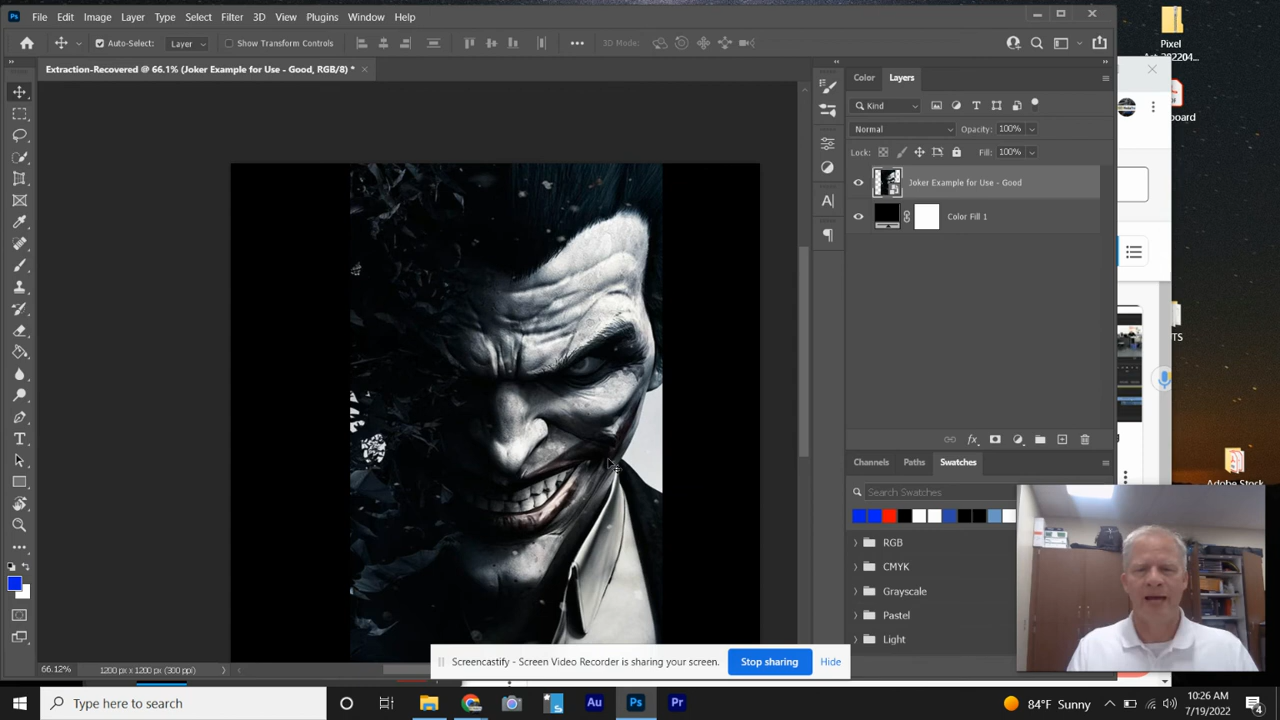 File Edit Image Layer Type Select Filter 3D View Plugins Window Help
Auto-Select: Layer Show Transform Controls 3D Mode:
Extraction-Recovered @ 66.1% (Joker Example for Use - Good, RGB/8) *
Color Layers
Kind
Normal Opacity: 100%
Lock: Fill: 100%
Joker Example for Use - Good
Color Fill 1
Channels Paths Swatches
Search Swatches
RGB
CMYK
Grayscale
Pastel
Light
66.12% 1200 px x 1200 px (300 ppi)
Screencastify - Screen Video Recorder is sharing your screen. Stop sharing Hide
Pixel
Adobe Stock
Type here to search
Au Ps Pr
84°F Sunny
10:26 AM
7/19/2022
4